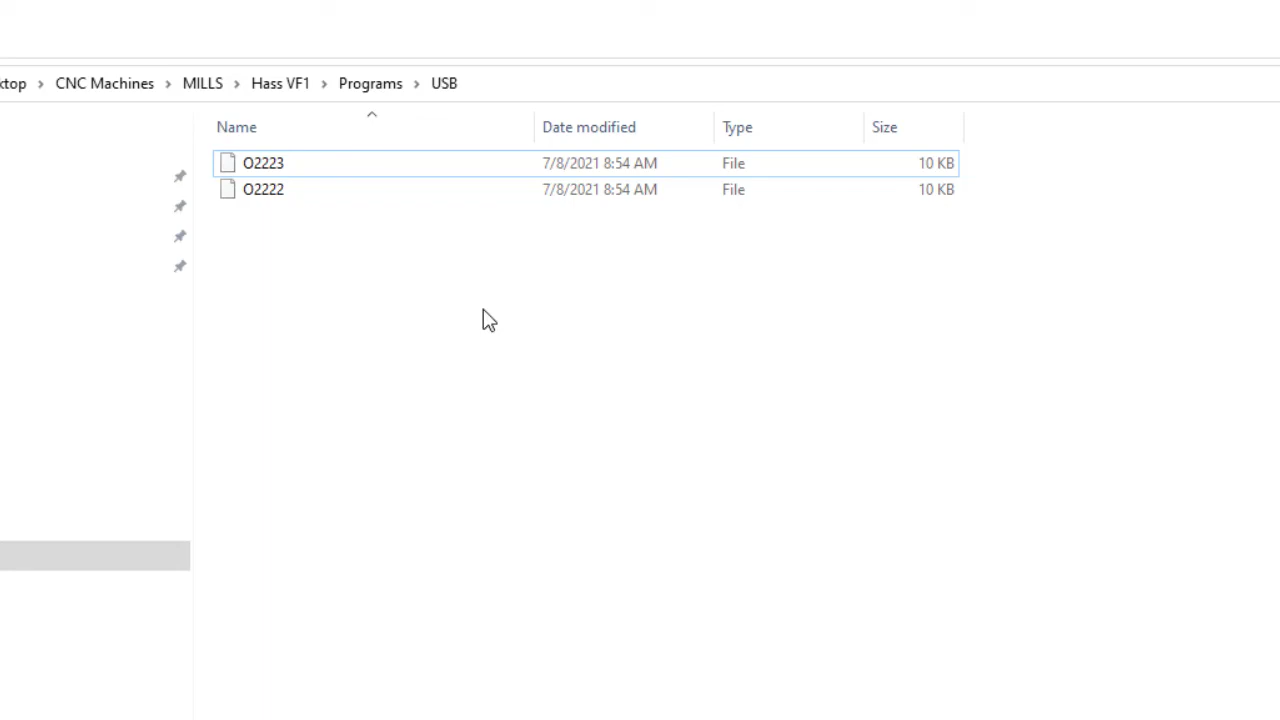 ktop > CNC Machines > MILLS > Hass VF1 > Programs > USB
Name Date modified Type Size
O2223 7/8/2021 8:54 AM File 10 KB
O2222 7/8/2021 8:54 AM File 10 KB